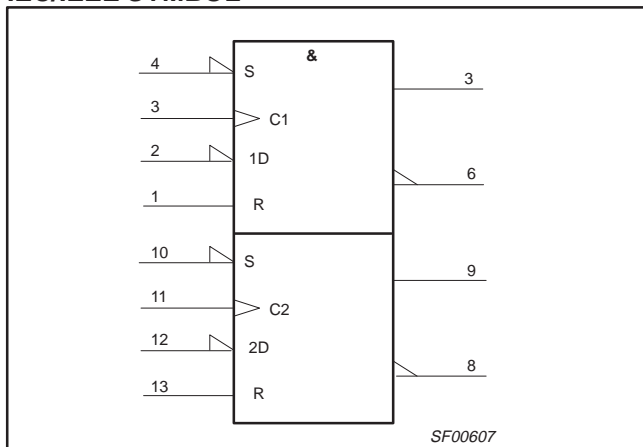 IEC/IEEE SYMBOL
&
4 S 3
3 C1
2 1D 6
1 R
10 S 9
11 C2
12 2D 8
13 R
SF00607